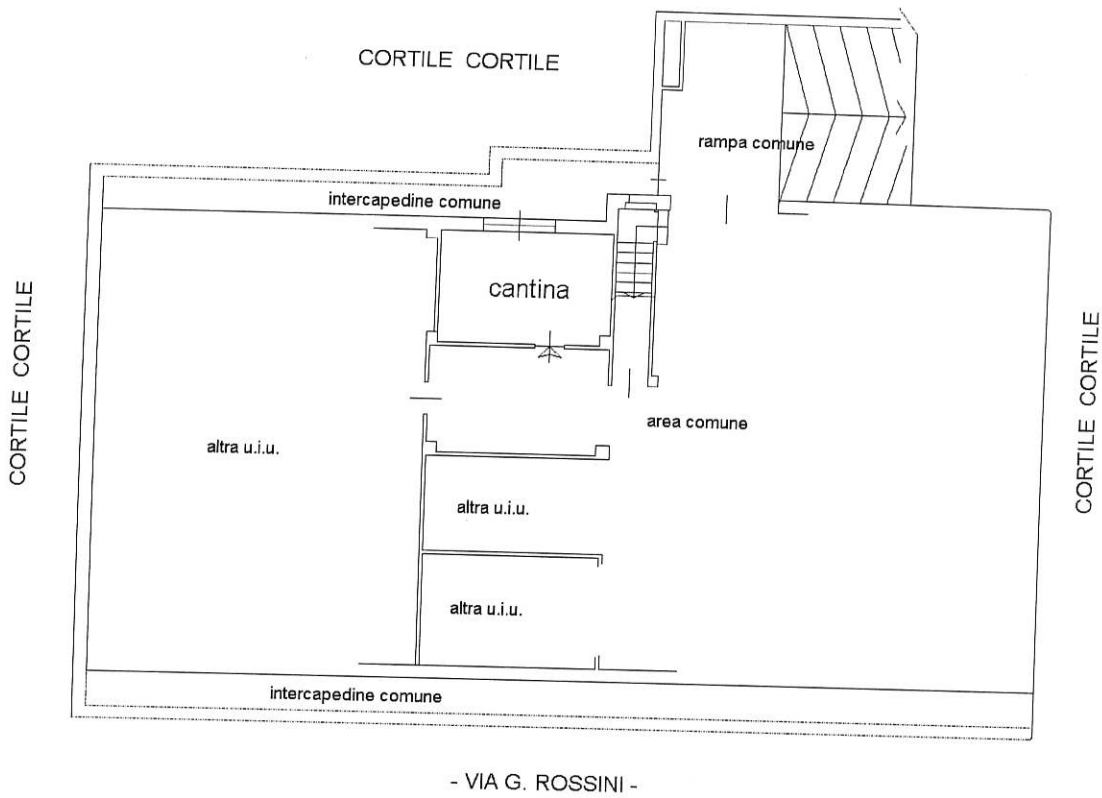 CORTILE CORTILE
rampa comune
intercapedine comune
cantina
CORTILE CORTILE
CORTILE CORTILE
area comune
altra u.i.u.
altra u.i.u.
altra u.i.u.
intercapedine comune
- VIA G. ROSSINI -